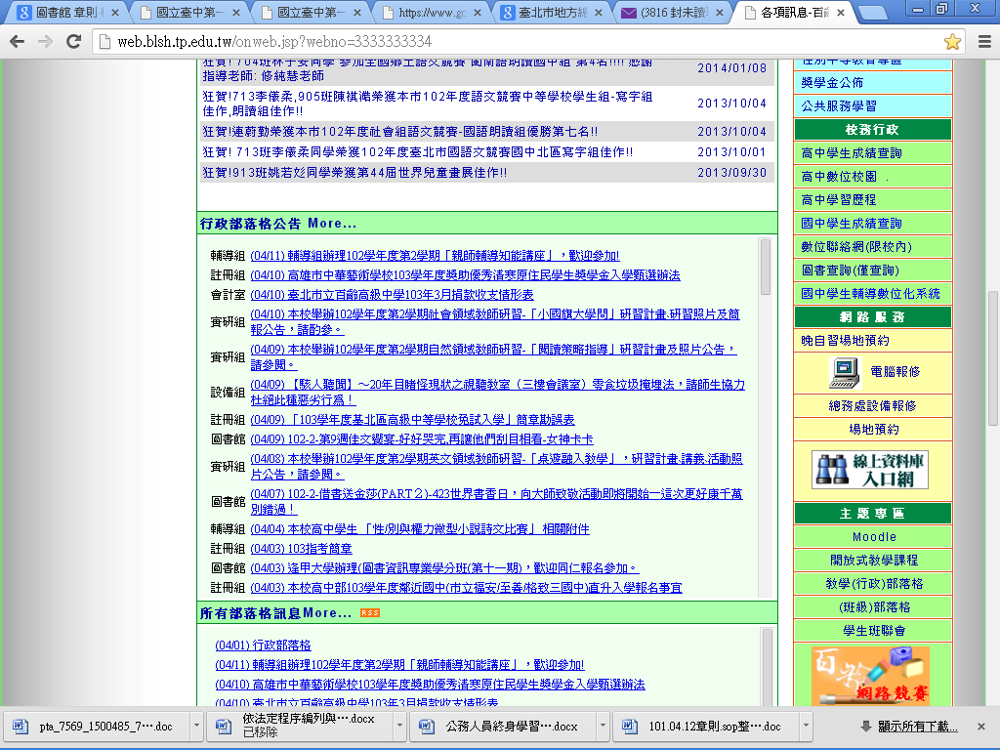 圖書館 章則
國立臺中第一
國立臺中第一
https://www.go
臺北市地方總
(3816 封未讀
各項訊息-百齡
web.blsh.tp.edu.tw/onweb.jsp?webno=3333333334
狂賀! 704班林子安同學 參加全國鄉土語文競賽 閩南語朗讀國中組 第4名!!!! 感謝
指導老師: 修純慧老師
2014/01/08
狂賀!713李儀柔,905班陳祺澔榮獲本市102年度語文競賽中等學校學生組-寫字組
佳作,朗讀組佳作!!
2013/10/04
狂賀!連蔚勤榮獲本市102年度社會組語文競賽-國語朗讀組優勝第七名!!
2013/10/04
狂賀! 713班李儀柔同學榮獲102年度臺北市國語文競賽國中北區寫字組佳作!!
2013/10/01
狂賀!913班姚若彣同學榮獲第44屆世界兒童畫展佳作!!
2013/09/30
行政部落格公告 More...
輔導組 (04/11) 輔導組辦理102學年度第2學期「親師輔導知能講座」，歡迎參加!
註冊組 (04/10) 高雄市中華藝術學校103學年度獎助優秀清寒原住民學生獎學金入學甄選辦法
會計室 (04/10) 臺北市立百齡高級中學103年3月捐款收支情形表
實研組 (04/10) 本校舉辦102學年度第2學期社會領域教師研習-「小國旗大學問」研習計畫.研習照片及簡
報公告，請酌參。
實研組 (04/09) 本校舉辦102學年度第2學期自然領域教師研習-「閱讀策略指導」研習計畫及照片公告，
請參閱。
設備組 (04/09) 【駭人聽聞】～20年目睹怪現狀之視聽教室（三樓會議室）零食垃圾掩埋法，請師生協力
杜絕此種惡劣行為！
註冊組 (04/09) 「103學年度基北區高級中等學校免試入學」簡章勘誤表
圖書館 (04/09) 102-2-第9週佳文饗宴-好好哭完,再讓他們刮目相看-女神卡卡
實研組 (04/08) 本校舉辦102學年度第2學期英文領域教師研習-「桌遊融入教學」，研習計畫.講義.活動照
片公告，請參閱。
圖書館 (04/07) 102-2-借書送金莎(PART２)-423世界書香日，向大師致敬活動即將開始一這次更好康千萬
別錯過！
輔導組 (04/04) 本校高中學生 「性/別與權力微型小說詩文比賽」 相關附件
註冊組 (04/03) 103指考簡章
圖書館 (04/03) 逢甲大學辦理(圖書資訊專業學分班(第十一期)，歡迎同仁報名參加。
註冊組 (04/03) 本校高中部103學年度鄰近國中(市立福安/至善/格致三國中)直升入學報名事宜
所有部落格訊息More... RSS
(04/01) 行政部落格
(04/11) 輔導組辦理102學年度第2學期「親師輔導知能講座」，歡迎參加!
(04/10) 高雄市中華藝術學校103學年度獎助優秀清寒原住民學生獎學金入學甄選辦法
(04/10) 臺北市立百齡高級中學103年3月捐款收支情形表
性別平等教育專區
獎學金公佈
公共服務學習
校務行政
高中學生成績查詢
高中數位校園 .
高中學習歷程
國中學生成績查詢
數位聯絡網(限校內)
圖書查詢(僅查詢)
國中學生輔導數位化系統
網 路 服 務
晚自習場地預約
電腦報修
總務處設備報修
場地預約
線上資料庫
入口網
主 題 專 區
Moodle
開放式教學課程
教學(行政)部落格
(班級)部落格
學生班聯會
百齡
網路競賽
pta_7569_1500485_7⋯.doc
依法定程序編列與⋯.docx
已移除
公務人員終身學習⋯.docx
101.04.12章則.sop整⋯.doc
顯示所有下載...